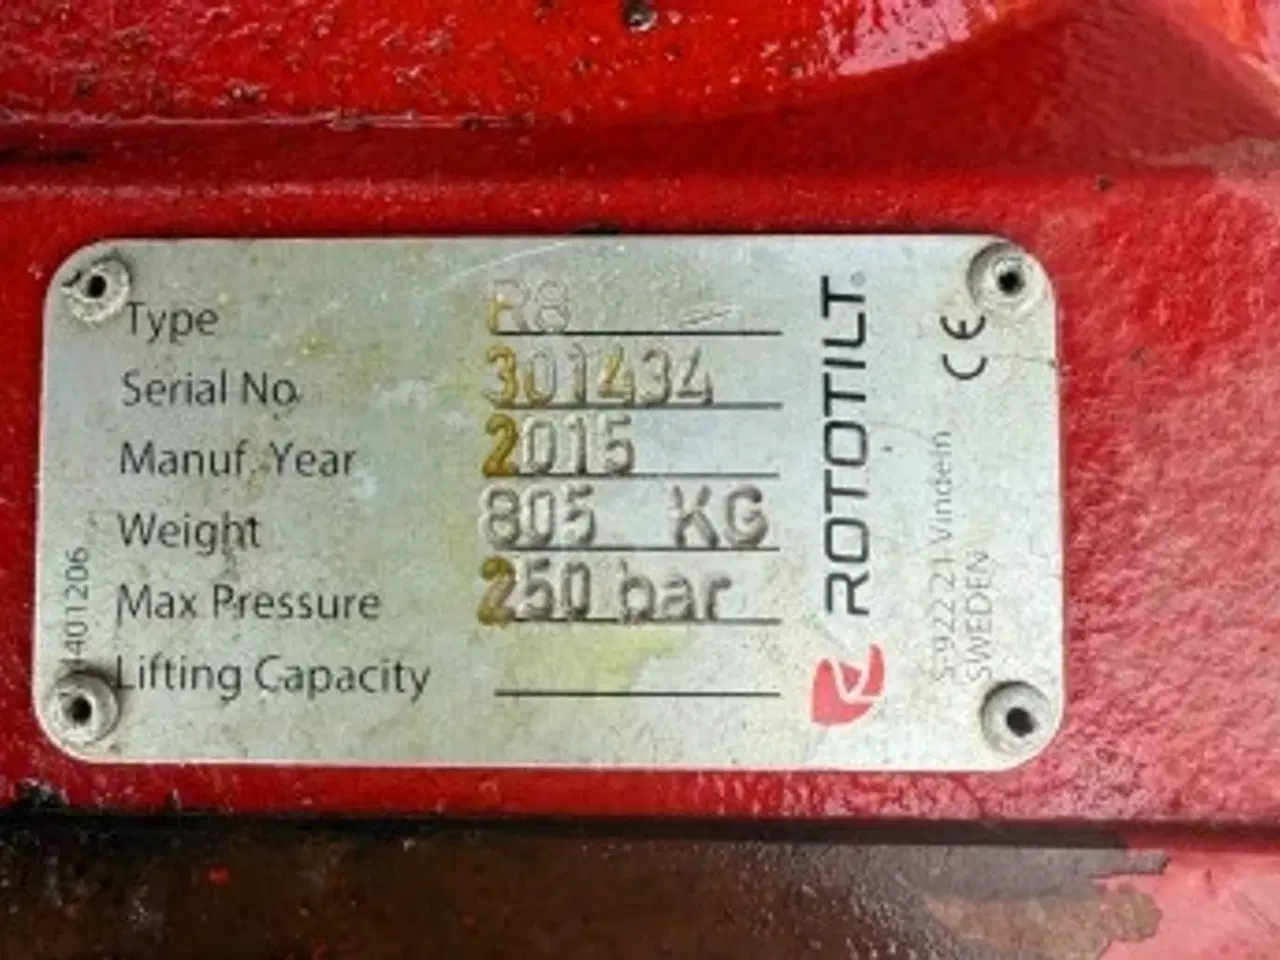 Type R8
Serial No. 301434
Manuf. Year 2015
Weight 805 KG
Max Pressure 250 bar
Lifting Capacity
1401206
ROTOTILT®
CE
S-922 21 Vindeln
SWEDEN